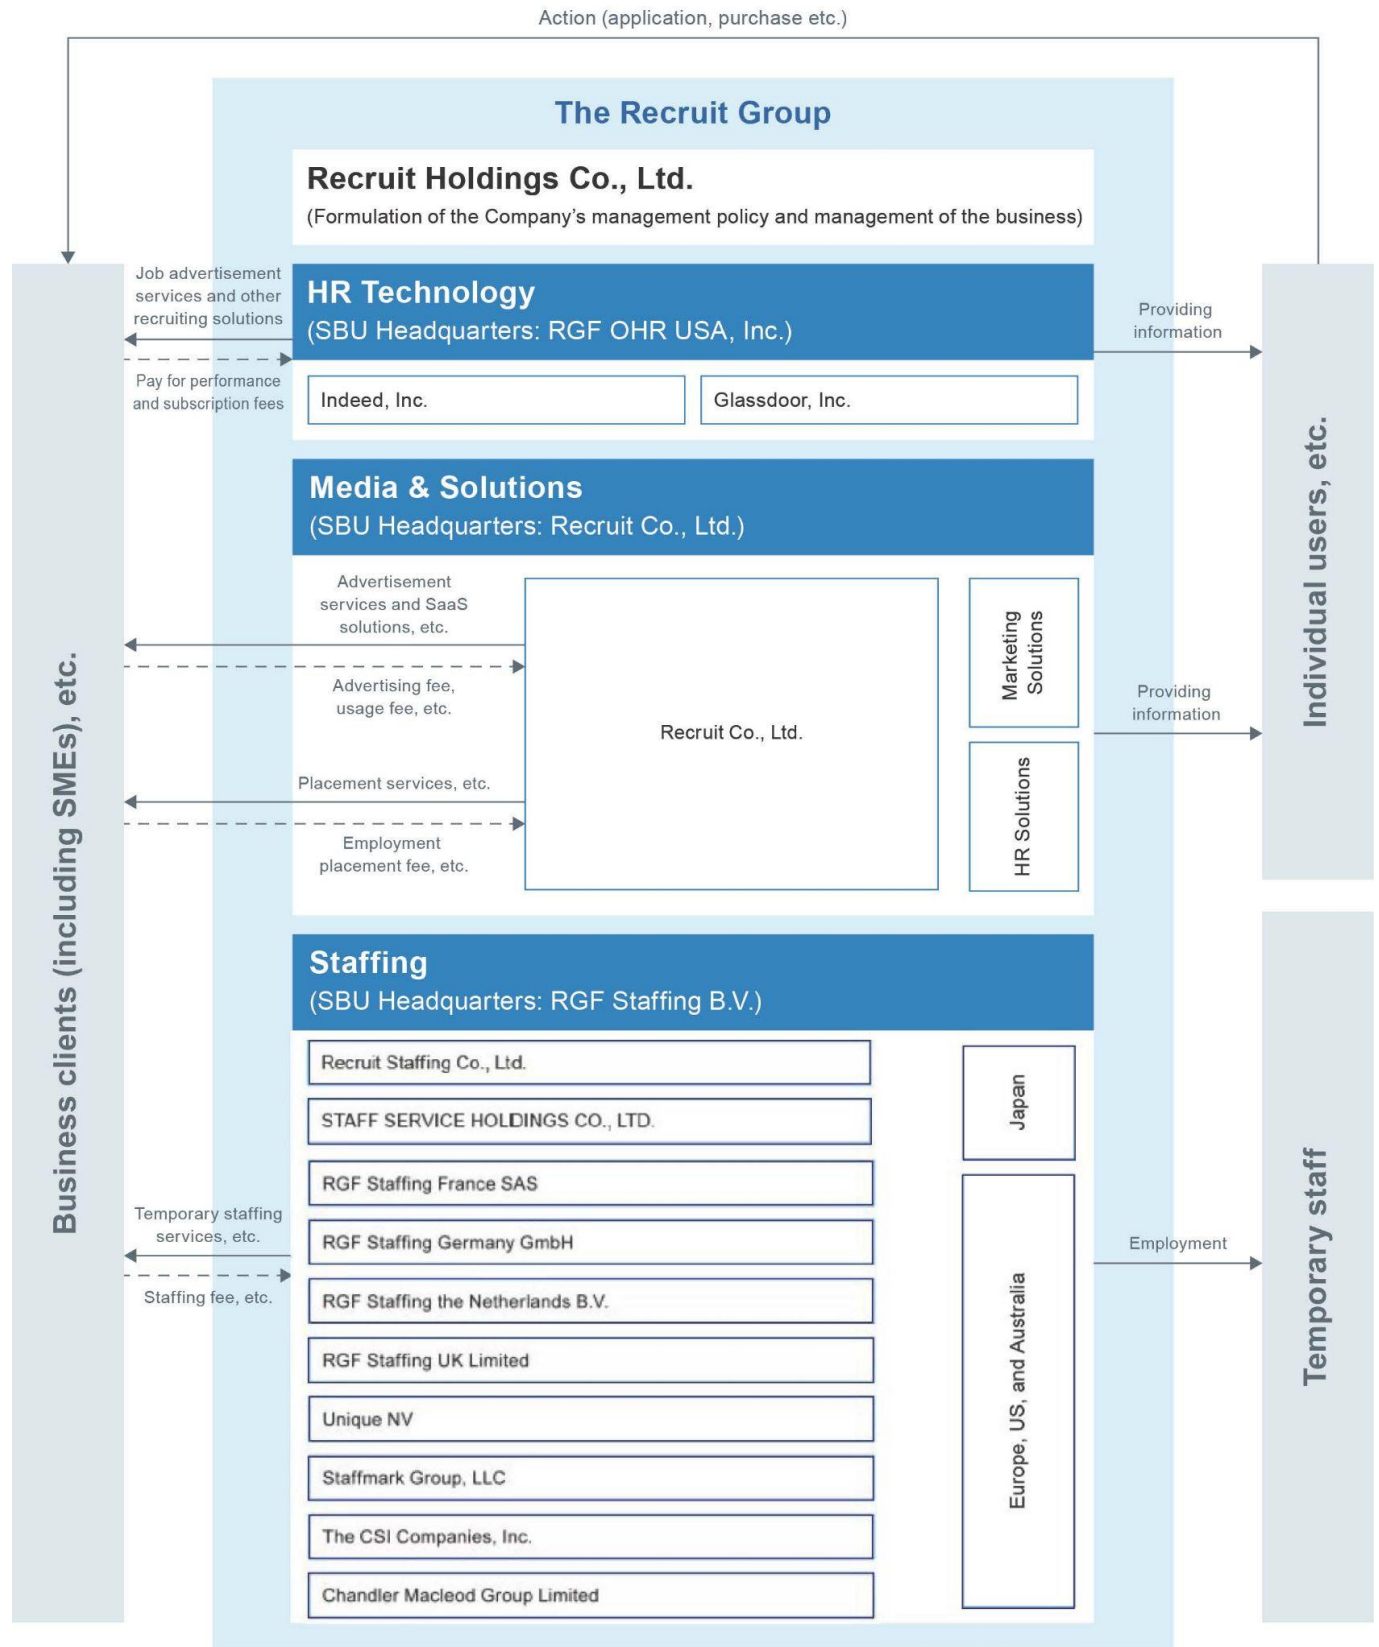 Action (application, purchase etc.)
The Recruit Group
Recruit Holdings Co., Ltd.
(Formulation of the Company’s management policy and management of the business)
Job advertisement
services and other
recruiting solutions
Pay for performance
and subscription fees
HR Technology
(SBU Headquarters: RGF OHR USA, Inc.)
Indeed, Inc.
Glassdoor, Inc.
Providing
information
Media & Solutions
(SBU Headquarters: Recruit Co., Ltd.)
Advertisement
services and SaaS
solutions, etc.
Advertising fee,
usage fee, etc.
Placement services, etc.
Employment
placement fee, etc.
Recruit Co., Ltd.
Marketing
Solutions
HR Solutions
Providing
information
Business clients (including SMEs), etc.
Individual users, etc.
Staffing
(SBU Headquarters: RGF Staffing B.V.)
Recruit Staffing Co., Ltd.
STAFF SERVICE HOLDINGS CO., LTD.
RGF Staffing France SAS
RGF Staffing Germany GmbH
RGF Staffing the Netherlands B.V.
RGF Staffing UK Limited
Unique NV
Staffmark Group, LLC
The CSI Companies, Inc.
Chandler Macleod Group Limited
Japan
Europe, US, and Australia
Temporary staffing
services, etc.
Staffing fee, etc.
Employment
Temporary staff